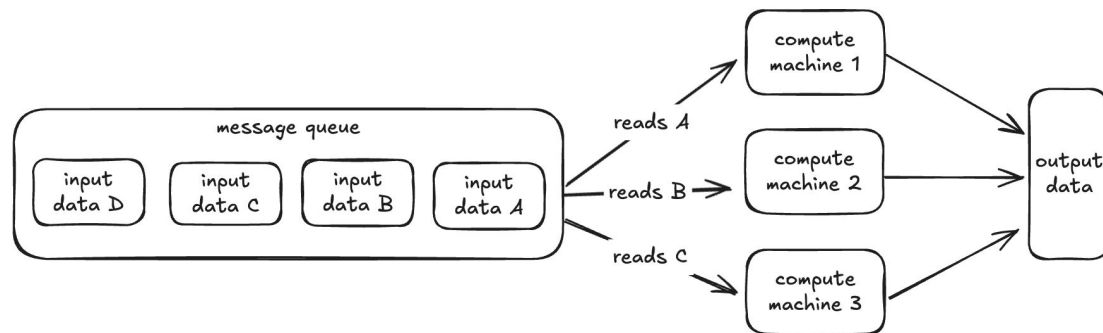 message queue
input
data D
input
data C
input
data B
input
data A
reads A
reads B
reads C
compute
machine 1
compute
machine 2
compute
machine 3
output
data